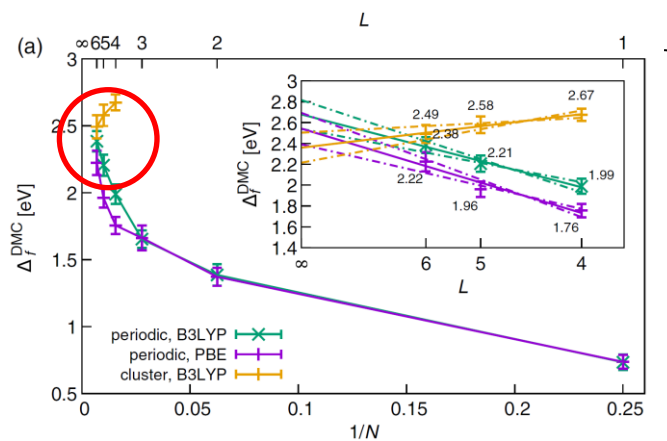 L
(a)
∞ 6 5 4 3 2 1
3
2.5
2
1.5
1
0.5
Δ_f^DMC [eV]
0 0.05 0.1 0.15 0.2 0.25
1/N
periodic, B3LYP
periodic, PBE
cluster, B3LYP
2.8
2.6
2.4
2.2
2
1.8
1.6
1.4
Δ_f^DMC [eV]
2.49 2.58 2.67
2.38 2.21 1.99
2.22 1.96 1.76
∞ 6 5 4
L